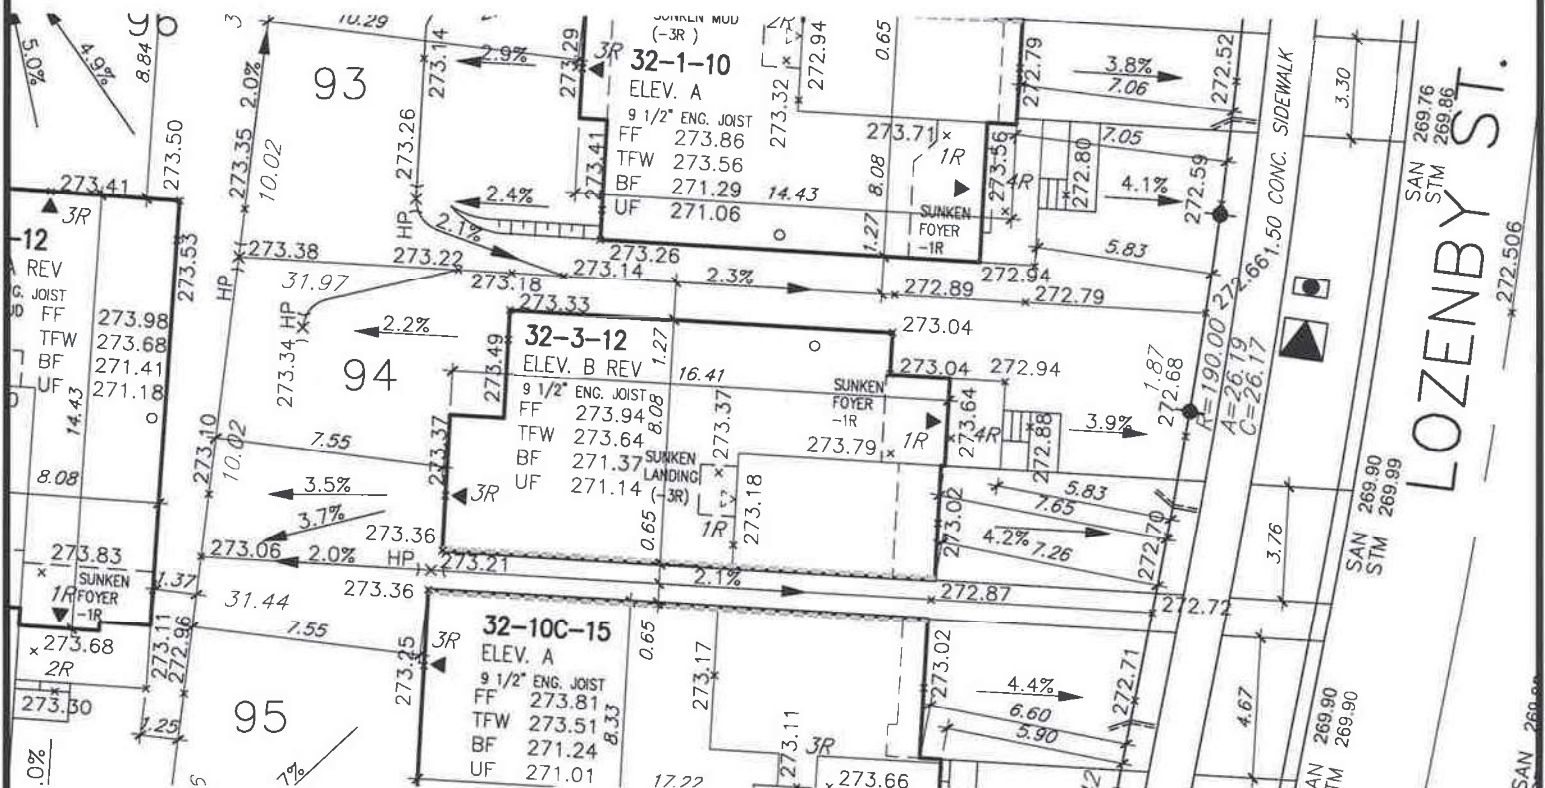 96
5.0%
4.9%
8.84
2.0%
10.29
93
273.14
2.9%
273.29
3R
SUNKEN MUD
(-3R )
2R
32-1-10
ELEV. A
9 1/2" ENG. JOIST
FF 273.86
TFW 273.56
BF 271.29
UF 271.06
272.94
273.32
0.65
272.79
3.8%
7.06
272.52
273.50
273.35
10.02
273.26
273.41
14.43
8.08
273.71
1R
273.56
4R
272.80
7.05
4.1%
272.59
1.50 CONC. SIDEWALK
3.30
SAN 269.76
STM 269.86
LOZENBY ST.
272.506
273.41
3R
HP
2.4%
2.1%
SUNKEN
FOYER
-1R
1.27
5.83
-12
A REV
G. JOIST
UD
FF 273.98
TFW 273.68
BF 271.41
UF 271.18
273.53
HP
273.38
273.22
273.18
273.14
273.26
2.3%
272.94
272.89
272.79
272.66
31.97
273.33
HP
273.34
2.2%
94
273.49
32-3-12
ELEV. B REV
9 1/2" ENG. JOIST
FF 273.94
TFW 273.64
BF 271.37
UF 271.14
1.27
16.41
8.08
273.04
273.04
272.94
SUNKEN
FOYER
-1R
1R
273.64
4R
272.88
3.9%
1.87
272.68
R=190.00
A=26.19
C=26.17
14.43
8.08
273.10
10.02
7.55
273.37
273.37
273.79
SUNKEN
LANDING
(-3R)
1R
273.18
0.65
3R
3.5%
3.7%
273.02
5.83
7.65
4.2%
7.26
272.70
3.76
SAN 269.90
STM 269.99
273.83
SUNKEN
FOYER
-1R
1R
1.37
273.06
2.0%
273.36
HP
273.21
2.1%
272.87
272.72
31.44
273.36
7.55
273.68
2R
273.30
273.11
272.96
1.25
95
273.25
3R
32-10C-15
ELEV. A
9 1/2" ENG. JOIST
FF 273.81
TFW 273.51
BF 271.24
UF 271.01
0.65
8.33
273.17
273.11
3R
273.66
17.22
273.02
4.4%
6.60
5.90
272.71
4.67
269.90
STM 269.90
SAN
.0%
7%